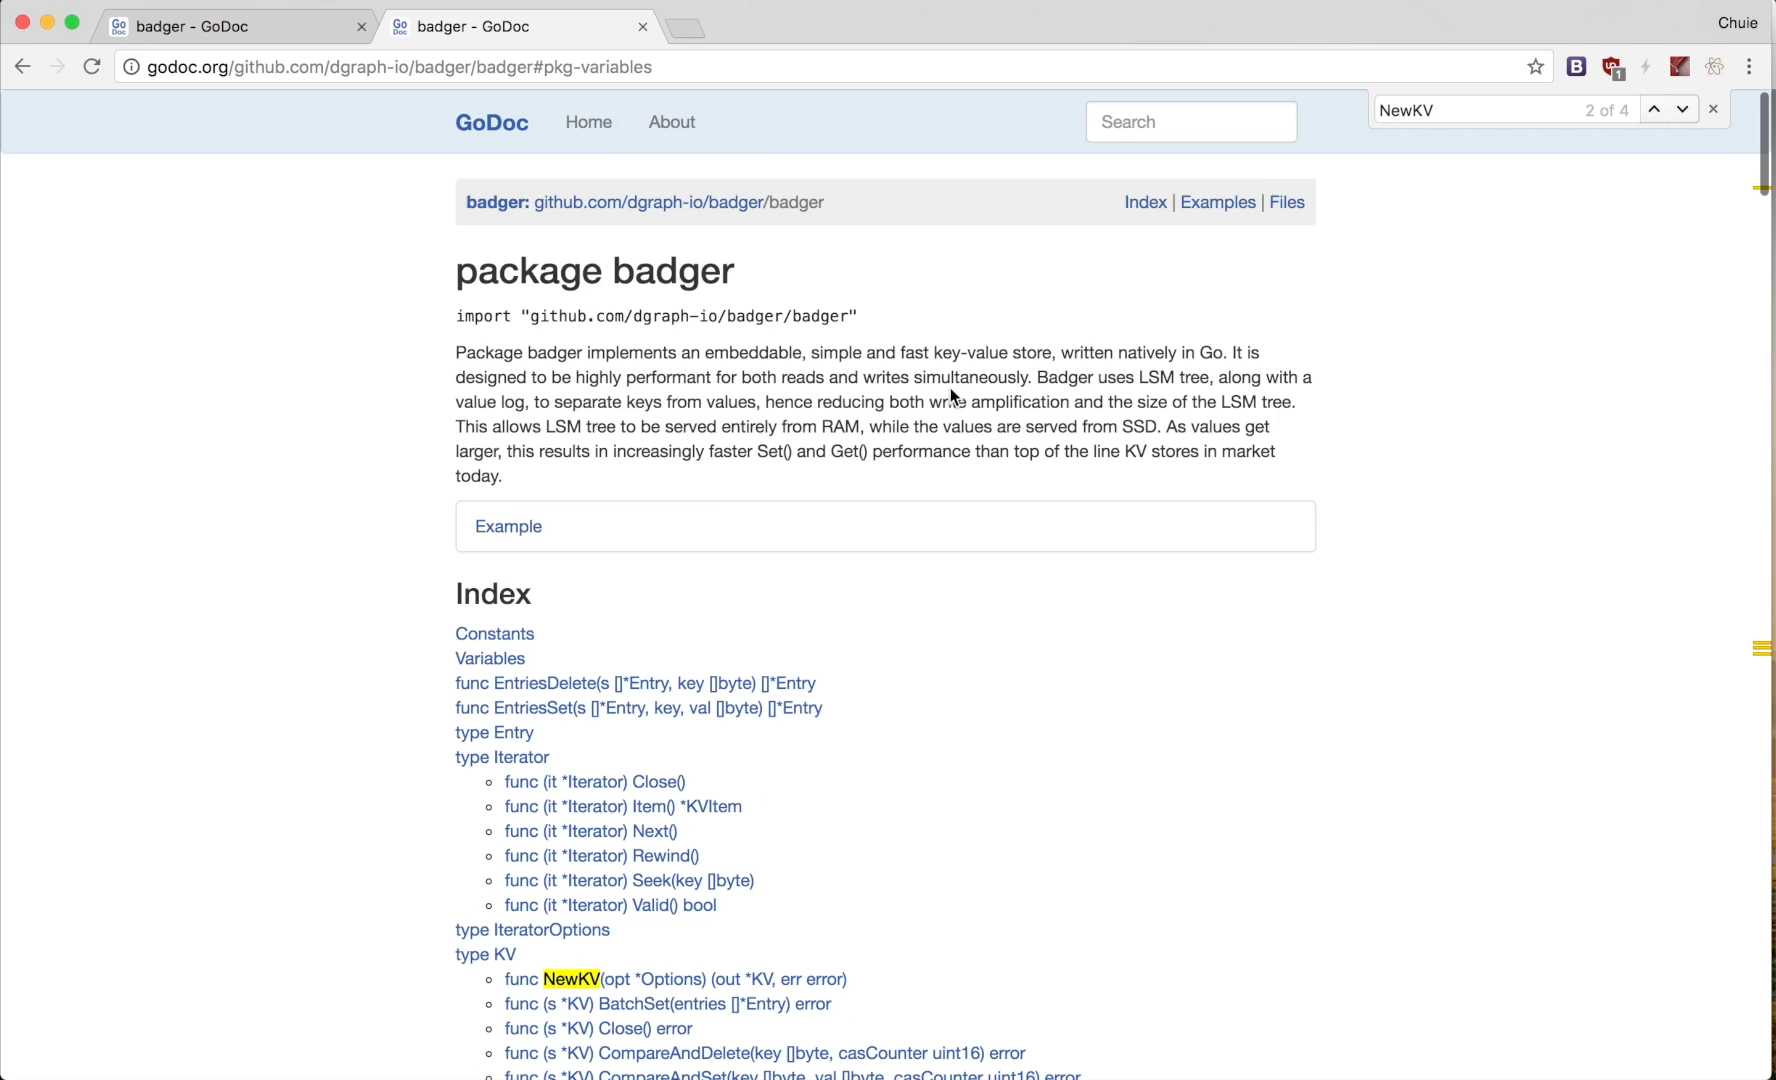 badger - GoDoc
badger - GoDoc
Chuie
godoc.org/github.com/dgraph-io/badger/badger#pkg-variables
NewKV 2 of 4
GoDoc Home About Search
badger: github.com/dgraph-io/badger/badger Index | Examples | Files
package badger
import "github.com/dgraph-io/badger/badger"
Package badger implements an embeddable, simple and fast key-value store, written natively in Go. It is
designed to be highly performant for both reads and writes simultaneously. Badger uses LSM tree, along with a
value log, to separate keys from values, hence reducing both write amplification and the size of the LSM tree.
This allows LSM tree to be served entirely from RAM, while the values are served from SSD. As values get
larger, this results in increasingly faster Set() and Get() performance than top of the line KV stores in market
today.
Example
Index
Constants
Variables
func EntriesDelete(s []*Entry, key []byte) []*Entry
func EntriesSet(s []*Entry, key, val []byte) []*Entry
type Entry
type Iterator
func (it *Iterator) Close()
func (it *Iterator) Item() *KVItem
func (it *Iterator) Next()
func (it *Iterator) Rewind()
func (it *Iterator) Seek(key []byte)
func (it *Iterator) Valid() bool
type IteratorOptions
type KV
func NewKV(opt *Options) (out *KV, err error)
func (s *KV) BatchSet(entries []*Entry) error
func (s *KV) Close() error
func (s *KV) CompareAndDelete(key []byte, casCounter uint16) error
func (s *KV) CompareAndSet(key []byte, val []byte, casCounter uint16) error